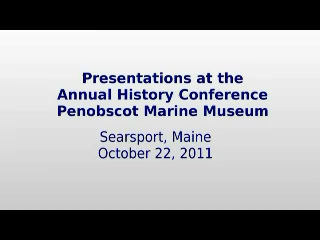 Presentations at the
Annual History Conference
Penobscot Marine Museum
Searsport, Maine
October 22, 2011